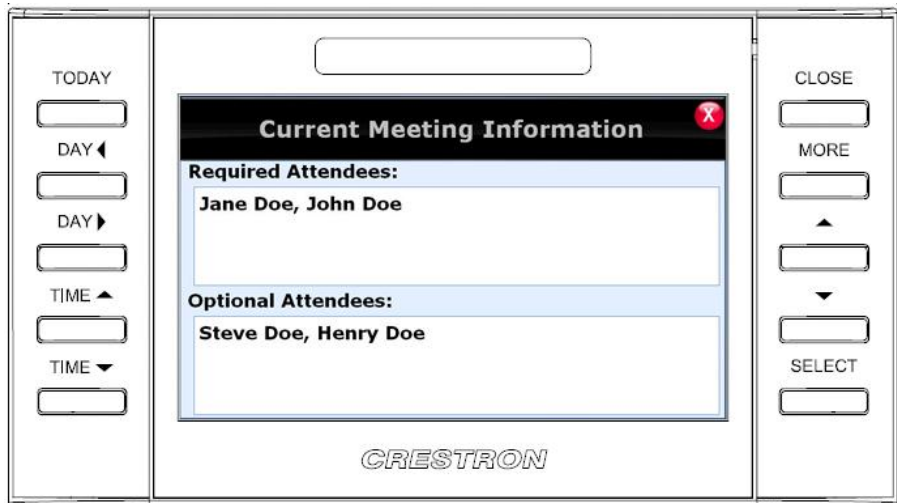 TODAY
DAY◀
DAY▶
TIME ▲
TIME ▼
X
Current Meeting Information
Required Attendees:
Jane Doe, John Doe
Optional Attendees:
Steve Doe, Henry Doe
CRESTRON
CLOSE
MORE
▲
▼
SELECT